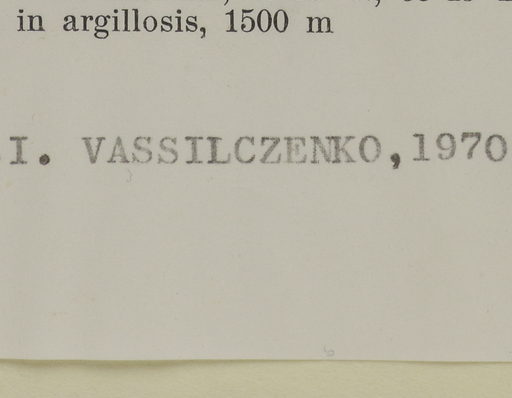 in argillosis, 1500 m
I. VASSILCZENKO, 1970